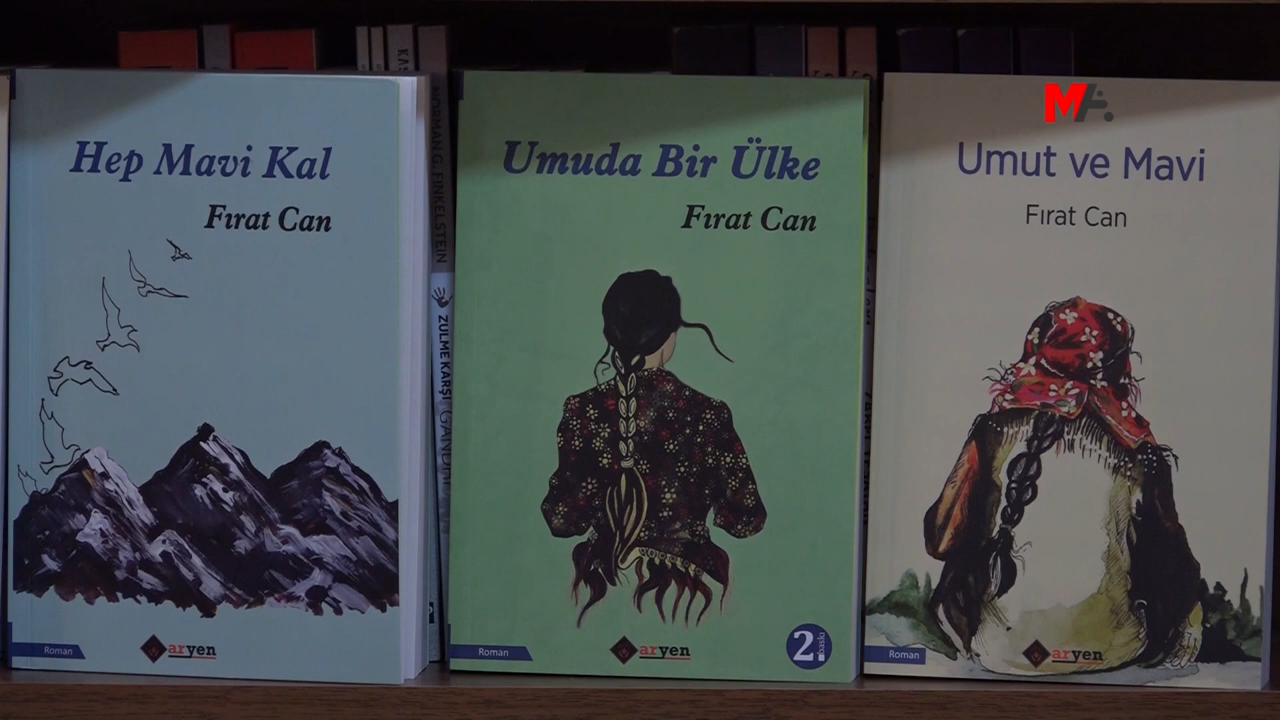 Hep Mavi Kal
Fırat Can
Roman
aryen
NORMAN G. FINKELSTEIN
ZULME KARŞI GANDHI
Umuda Bir Ülke
Fırat Can
Roman
aryen
2.
baskı
MA
Umut ve Mavi
Fırat Can
Roman
aryen